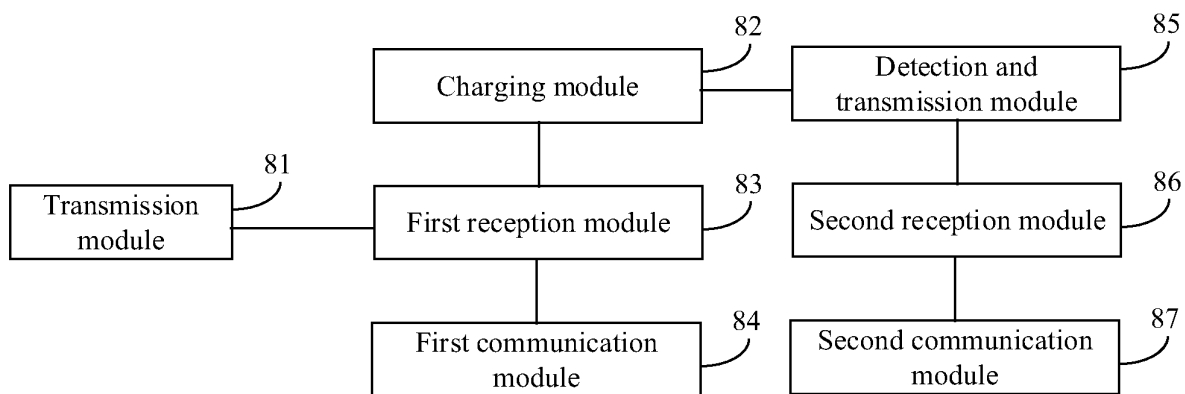 82
Charging module
85
Detection and
transmission module
81
Transmission
module
83
First reception module
86
Second reception module
84
First communication
module
87
Second communication
module